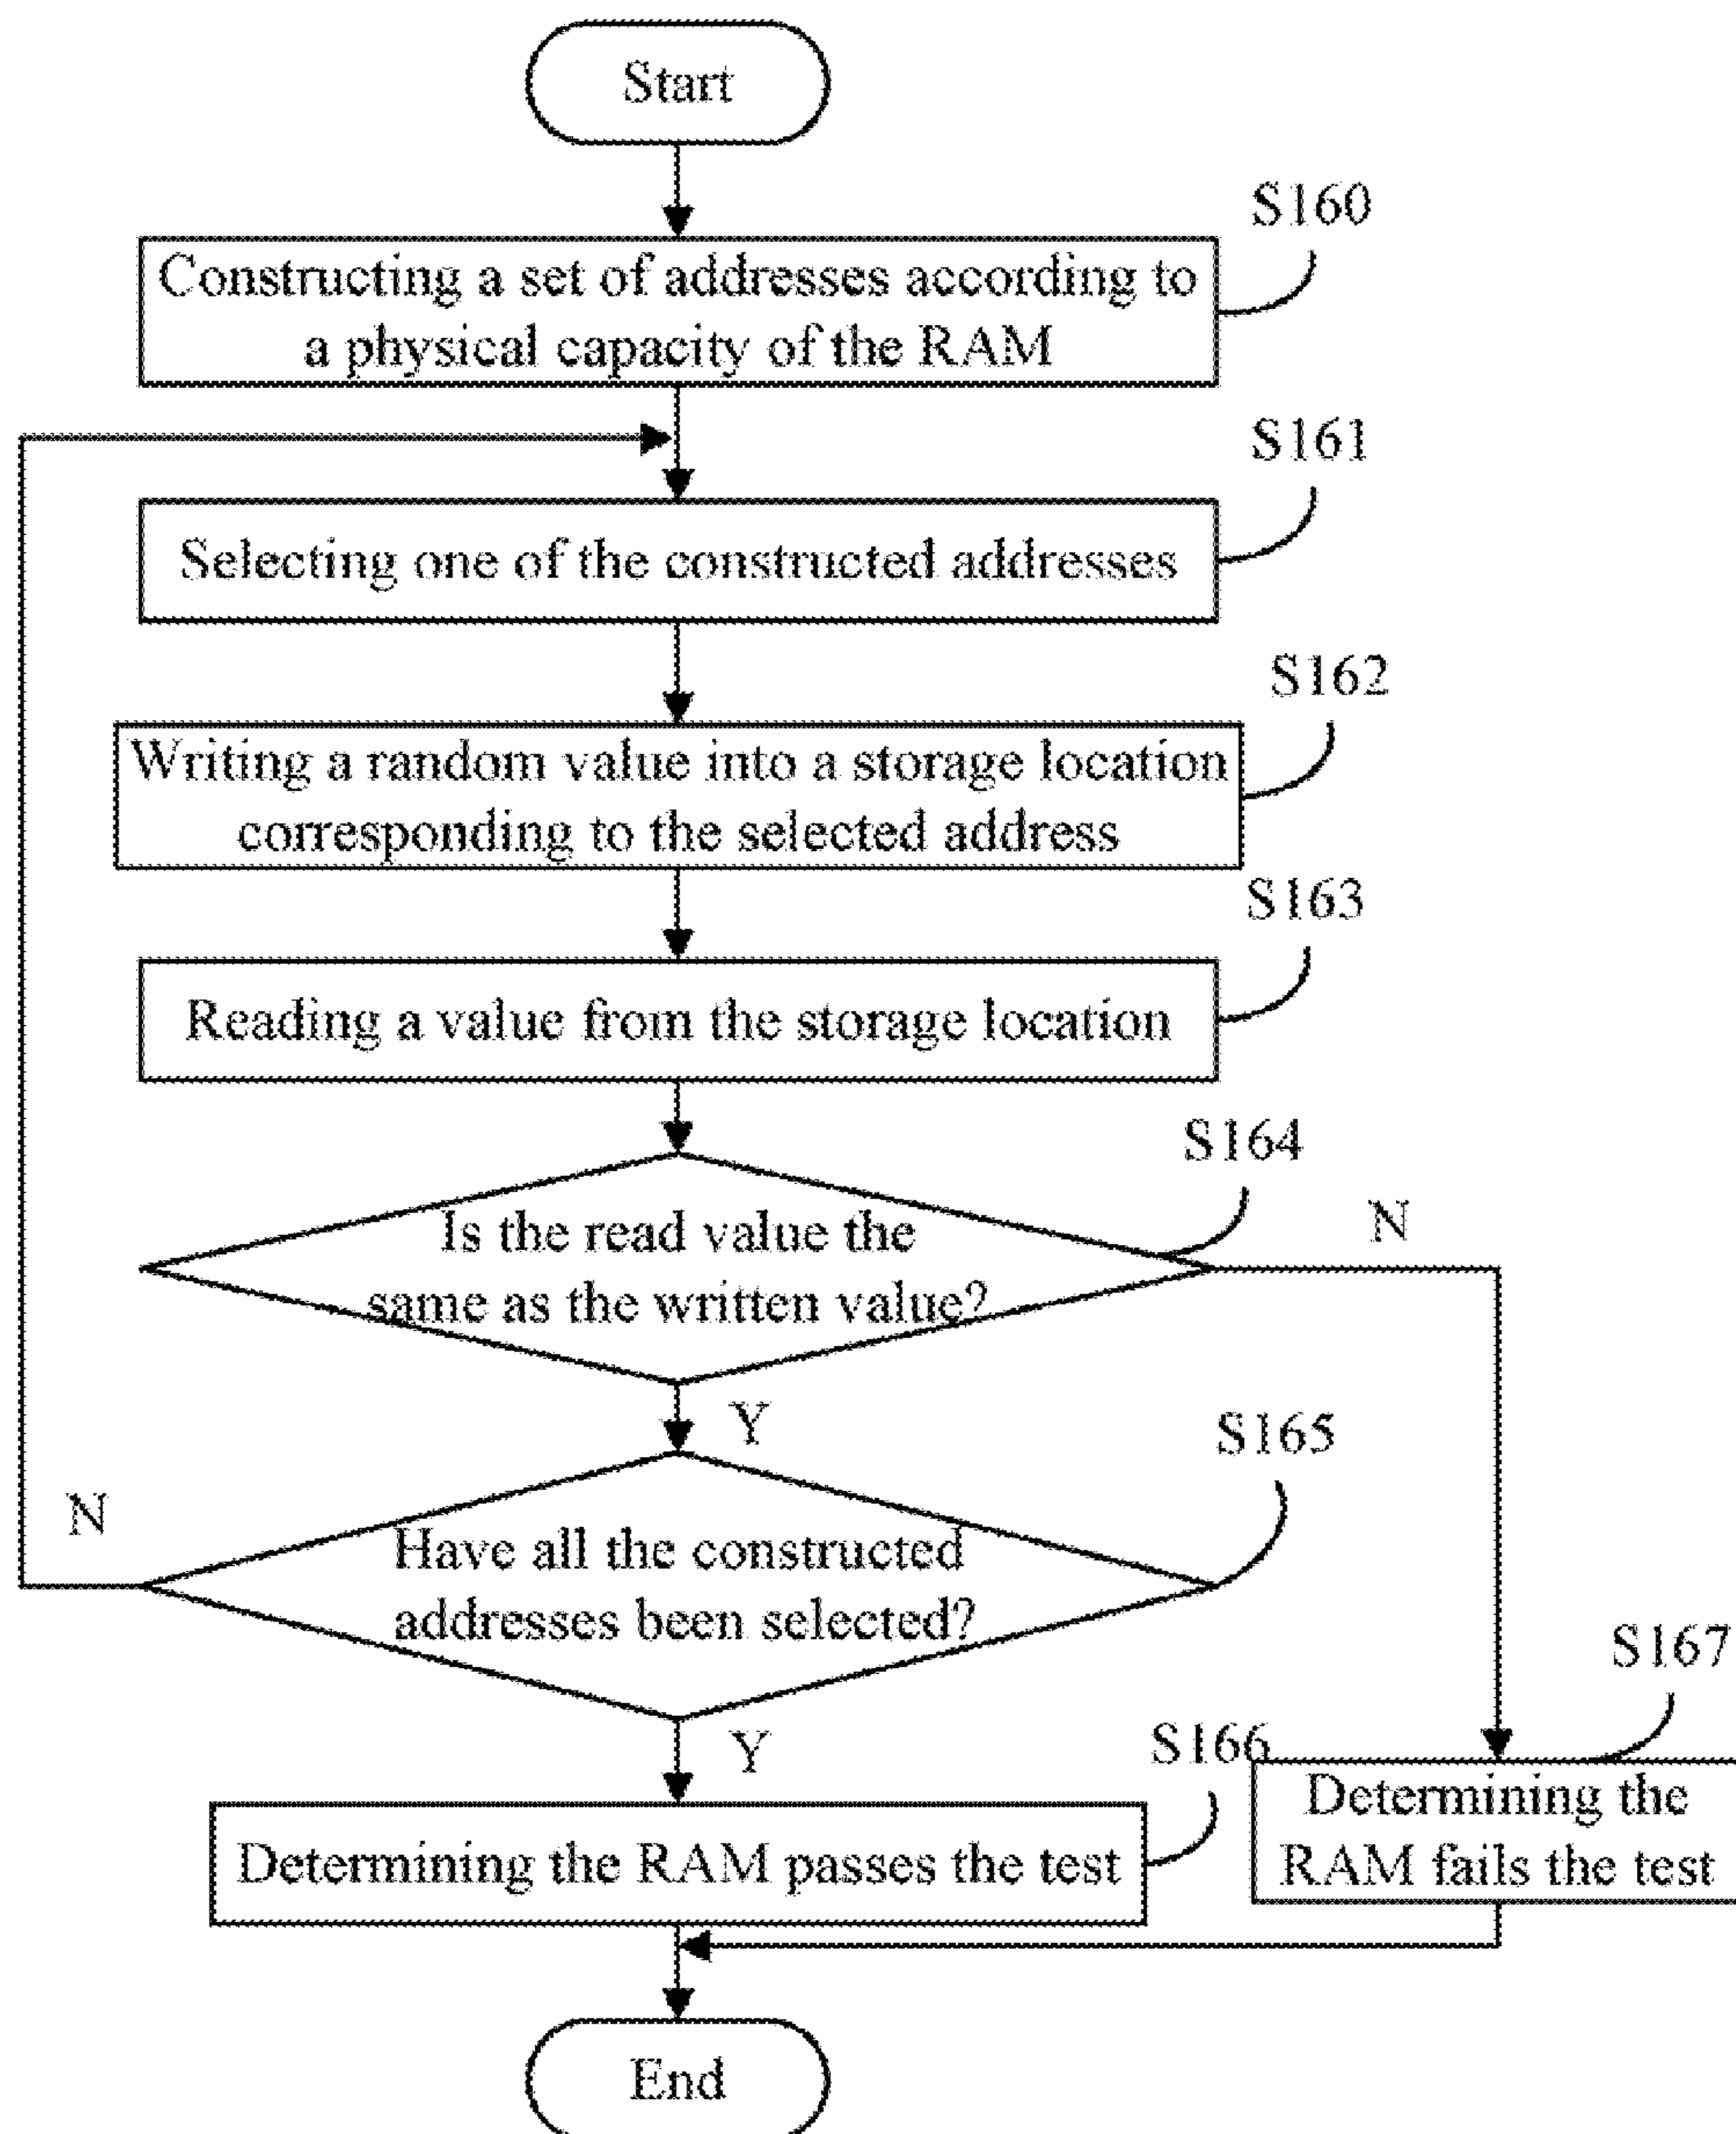 Start
S160
Constructing a set of addresses according to
a physical capacity of the RAM
S161
Selecting one of the constructed addresses
S162
Writing a random value into a storage location
corresponding to the selected address
S163
Reading a value from the storage location
S164
N
Is the read value the
same as the written value?
Y
S165
N
Have all the constructed
addresses been selected?
S167
Y
S166
Determining the
RAM fails the test
Determining the RAM passes the test
End